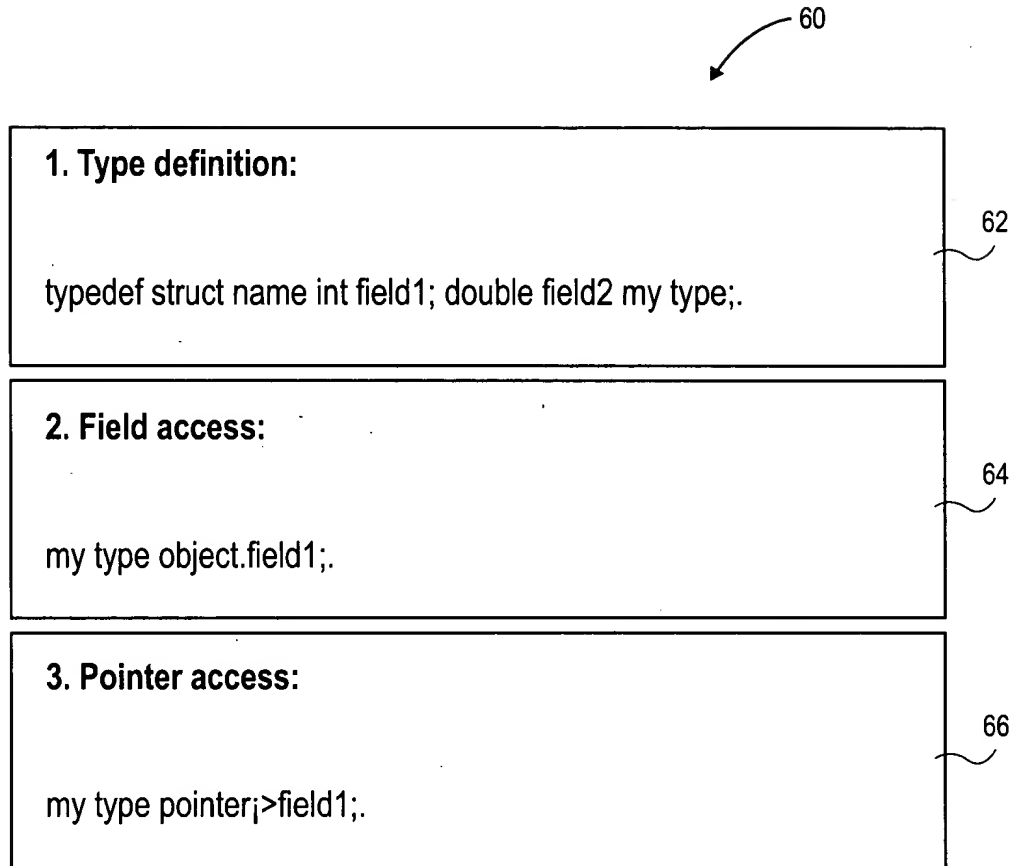 60
1. Type definition:
62
typedef struct name int field1; double field2 my type;.
2. Field access:
64
my type object.field1;.
3. Pointer access:
66
my type pointer¡>field1;.